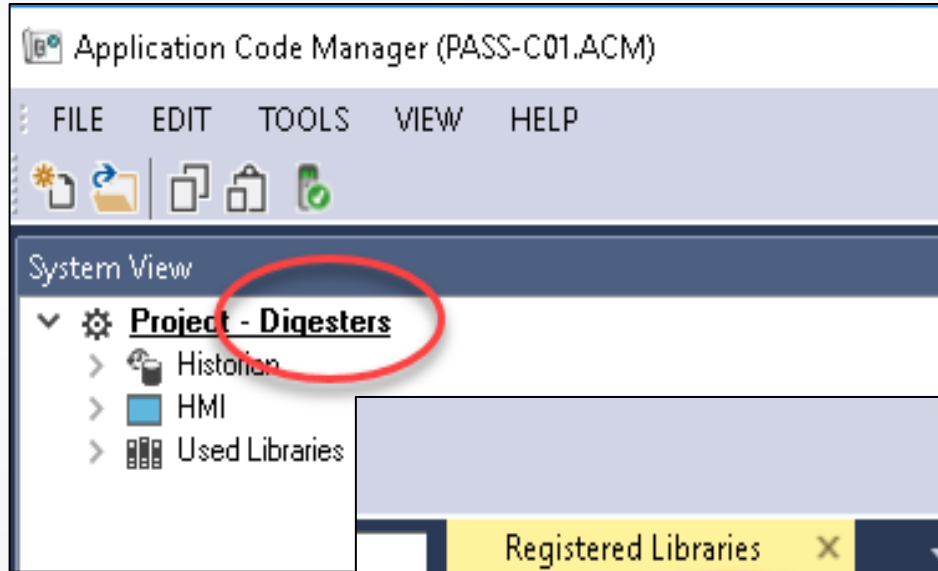 Application Code Manager (PASS-C01.ACM)
FILE EDIT TOOLS VIEW HELP
System View
Project - Digesters
Historian
HMI
Used Libraries
Registered Libraries